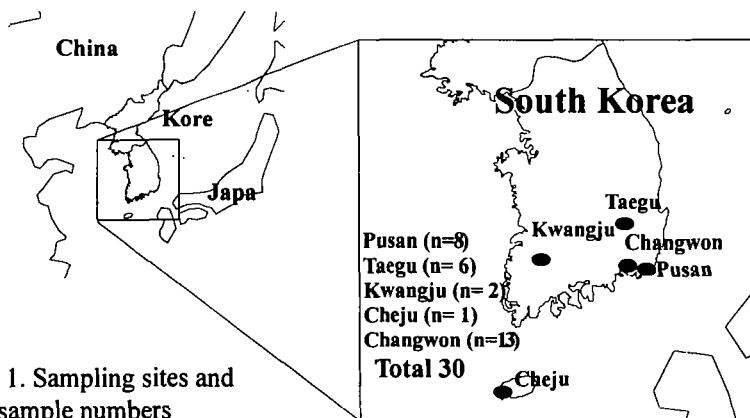 China
Kore
Japa
South Korea
Taegu
Kwangju
Changwon
Pusan
Pusan (n=8)
Taegu (n= 6)
Kwangju (n= 2)
Cheju (n= 1)
Changwon (n=13)
Total 30
Cheju
1. Sampling sites and
sample numbers